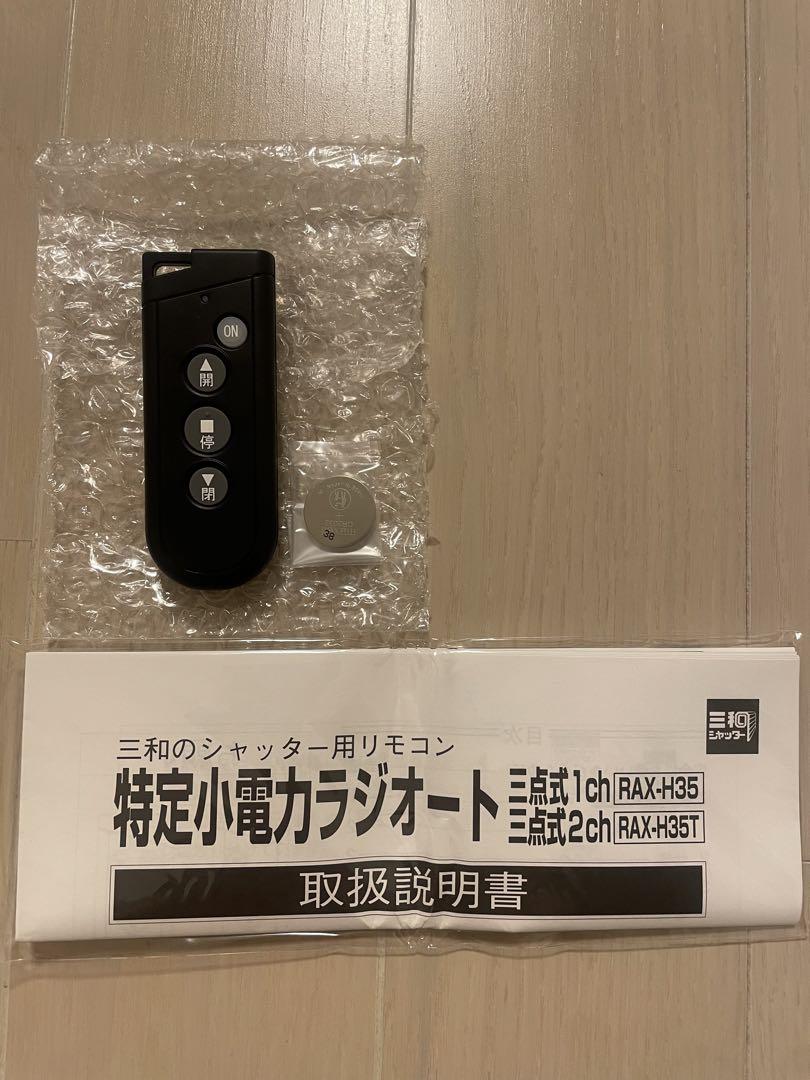 ON
▲
開
■
停
▼
閉
38
三和
シャッター
三和のシャッター用リモコン
特定小電力ラジオート
三点式1ch RAX-H35
三点式2ch RAX-H35T
取扱説明書